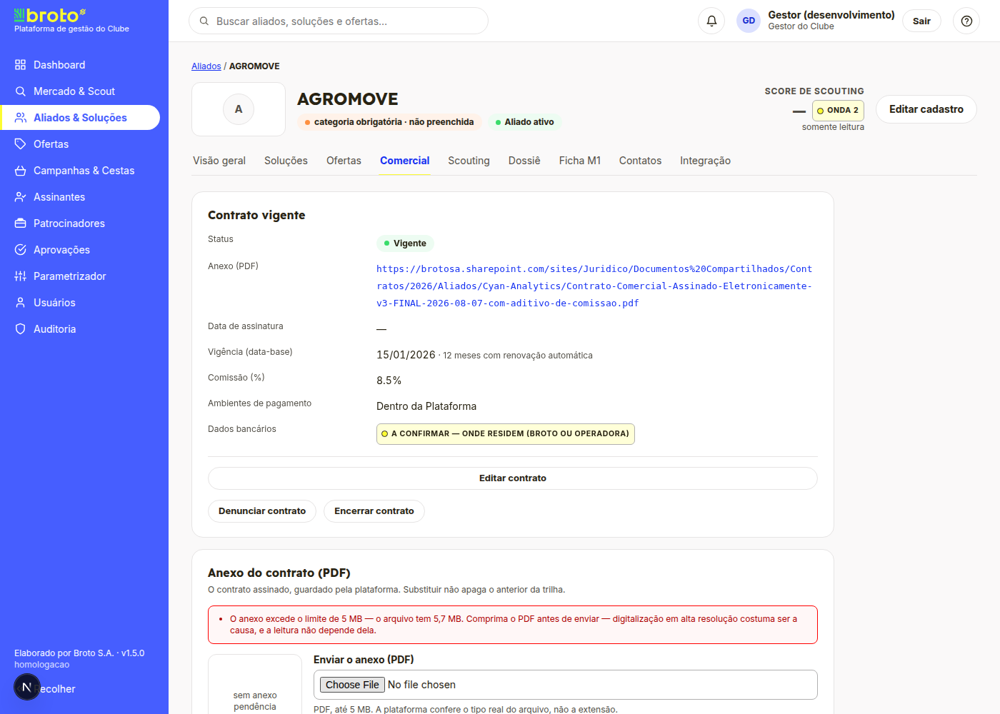 broto
Plataforma de gestão do Clube
Dashboard
Mercado & Scout
Aliados & Soluções
Ofertas
Campanhas & Cestas
Assinantes
Patrocinadores
Aprovações
Parametrizador
Usuários
Auditoria
Elaborado por Broto S.A. · v1.5.0
homologacao
N
Recolher
Buscar aliados, soluções e ofertas...
GD
Gestor (desenvolvimento)
Gestor do Clube
Sair
Aliados / AGROMOVE
A
AGROMOVE
categoria obrigatória · não preenchida
Aliado ativo
SCORE DE SCOUTING
— ONDA 2
somente leitura
Editar cadastro
Visão geral
Soluções
Ofertas
Comercial
Scouting
Dossiê
Ficha M1
Contatos
Integração
Contrato vigente
Status
Vigente
Anexo (PDF)
https://brotosa.sharepoint.com/sites/Juridico/Documentos%20Compartilhados/Cont
ratos/2026/Aliados/Cyan-Analytics/Contrato-Comercial-Assinado-Eletronicamente-
v3-FINAL-2026-08-07-com-aditivo-de-comissao.pdf
Data de assinatura
—
Vigência (data-base)
15/01/2026 · 12 meses com renovação automática
Comissão (%)
8.5%
Ambientes de pagamento
Dentro da Plataforma
Dados bancários
A CONFIRMAR — ONDE RESIDEM (BROTO OU OPERADORA)
Editar contrato
Denunciar contrato
Encerrar contrato
Anexo do contrato (PDF)
O contrato assinado, guardado pela plataforma. Substituir não apaga o anterior da trilha.
• O anexo excede o limite de 5 MB — o arquivo tem 5,7 MB. Comprima o PDF antes de enviar — digitalização em alta resolução costuma ser a
causa, e a leitura não depende dela.
sem anexo
pendência
Enviar o anexo (PDF)
Choose File No file chosen
PDF, até 5 MB. A plataforma confere o tipo real do arquivo, não a extensão.